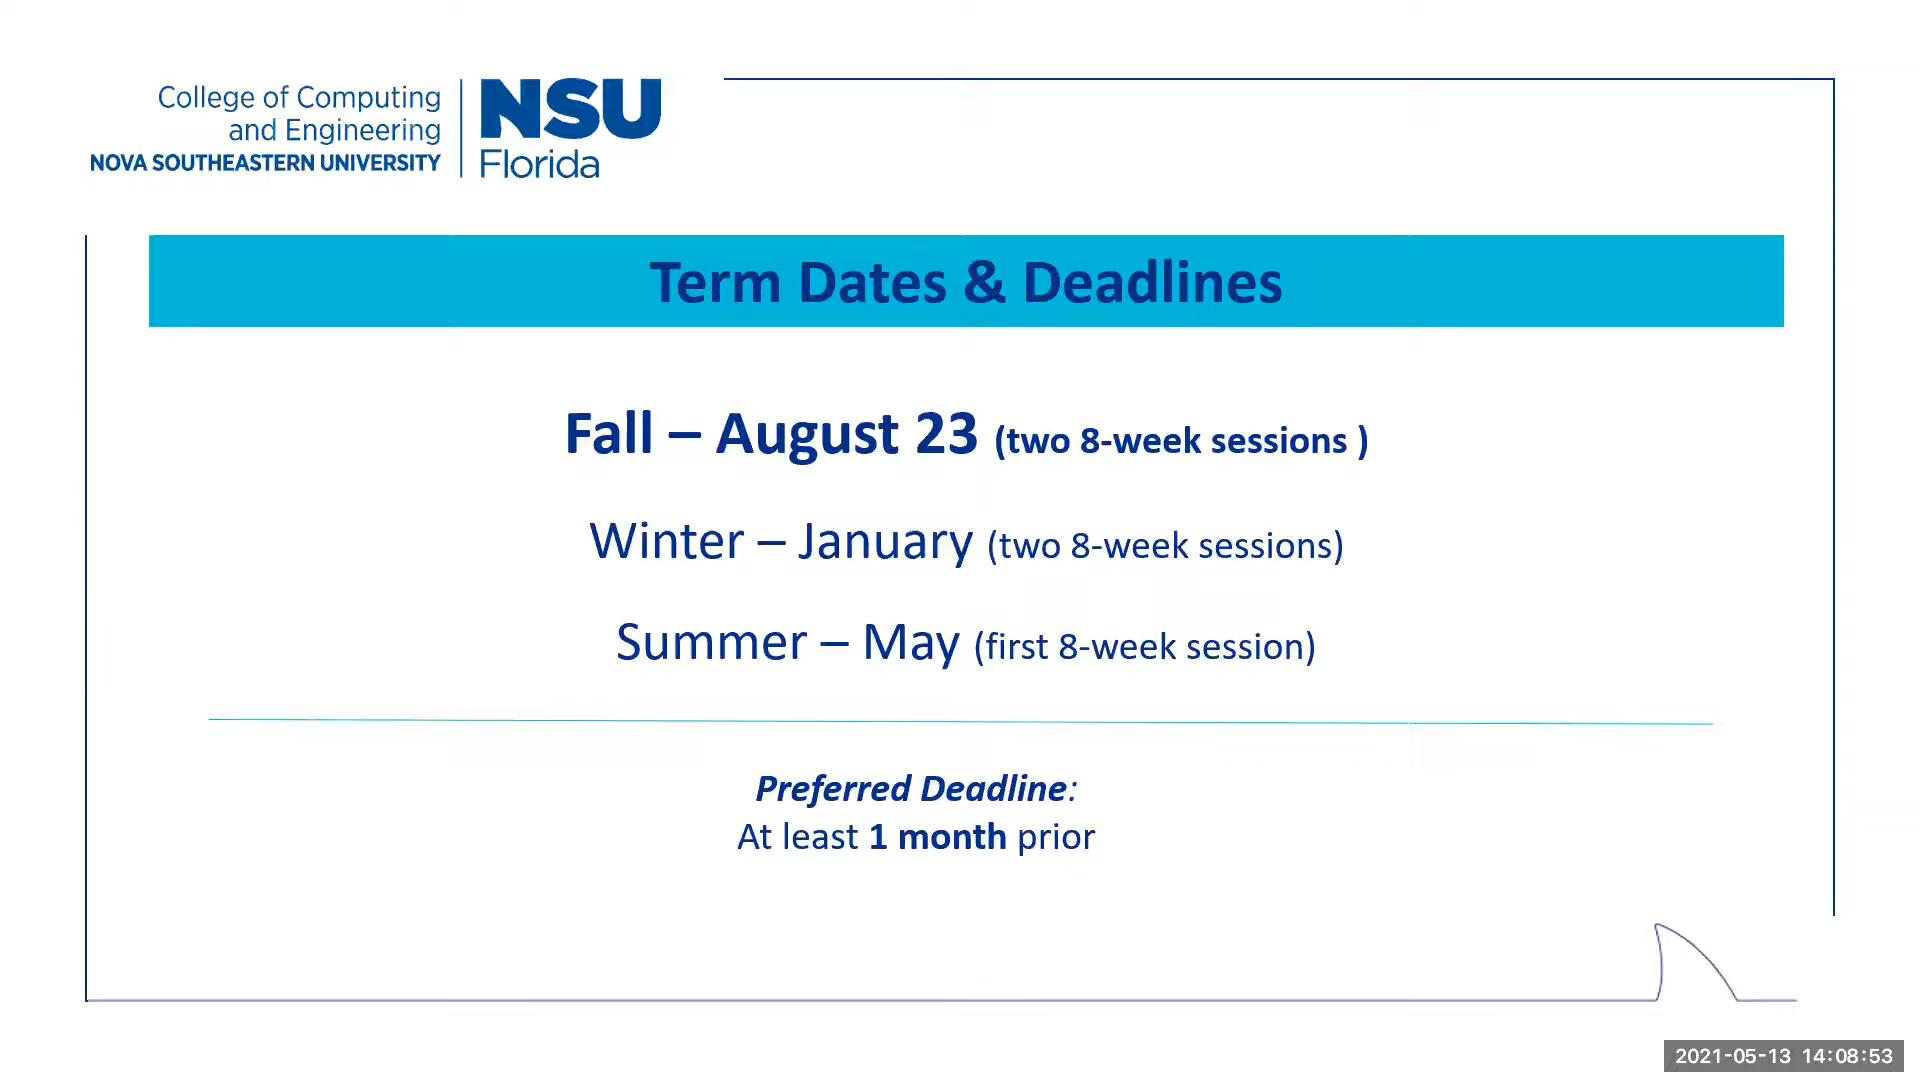 College of Computing
and Engineering
NOVA SOUTHEASTERN UNIVERSITY
NSU
Florida
Term Dates & Deadlines
Fall – August 23 (two 8-week sessions )
Winter – January (two 8-week sessions)
Summer – May (first 8-week session)
Preferred Deadline:
At least 1 month prior
2021-05-13 14:08:53